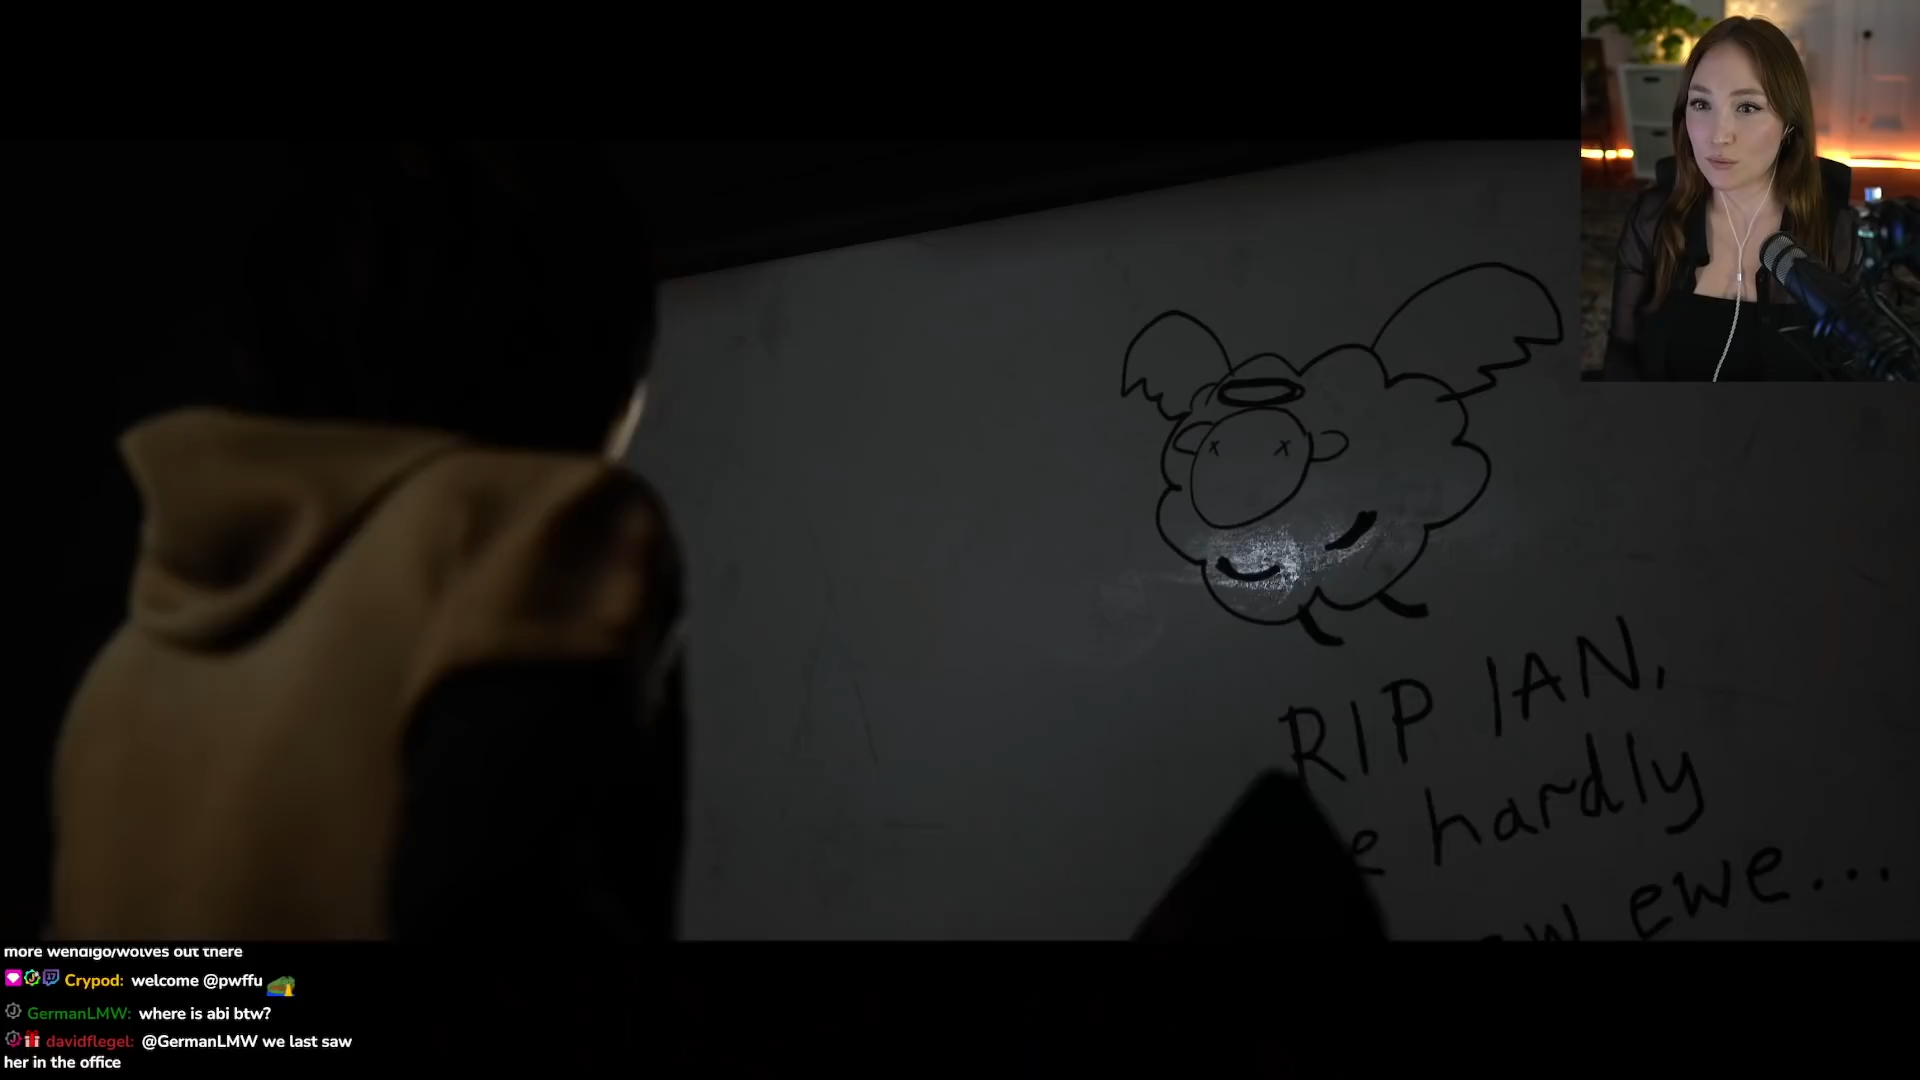 RIP IAN,
hardly
ewe...
more wendigo/wolves out there
Crypod: welcome @pwffu
GermanLMW: where is abi btw?
davidflegel: @GermanLMW we last saw
her in the office